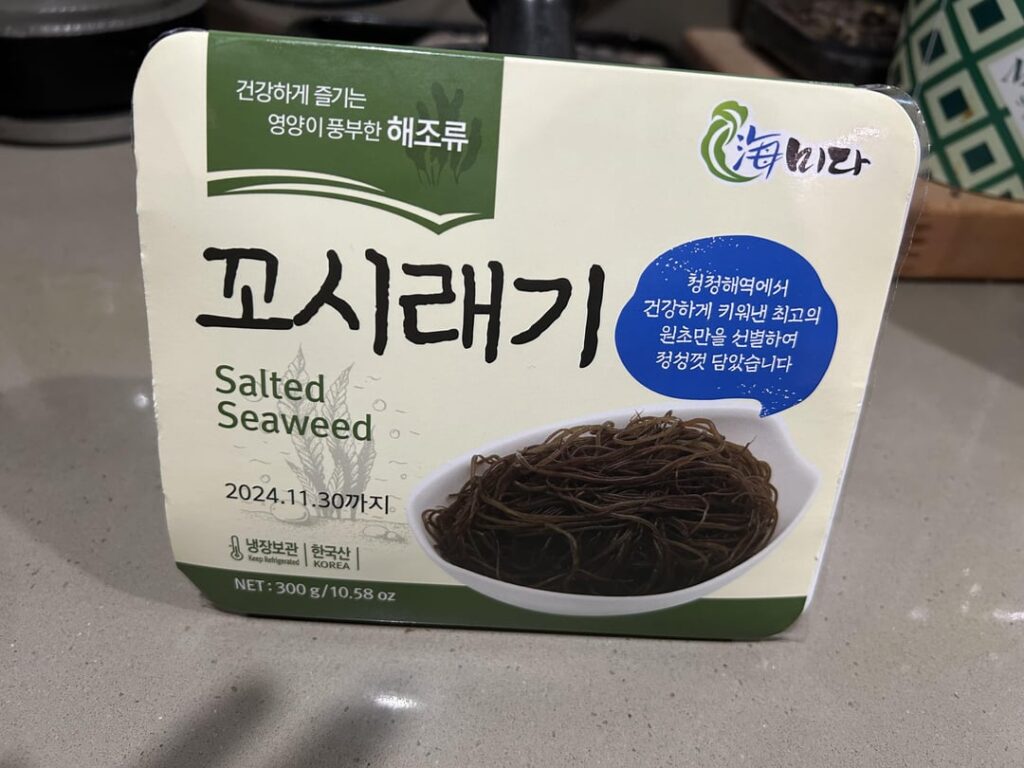 건강하게 즐기는
영양이 풍부한 해조류
海미다
꼬시래기
청정해역에서
건강하게 키워낸 최고의
원초만을 선별하여
정성껏 담았습니다
Salted
Seaweed
2024.11.30까지
냉장보관
Keep Refrigerated
한국산
KOREA
NET : 300 g/10.58 oz